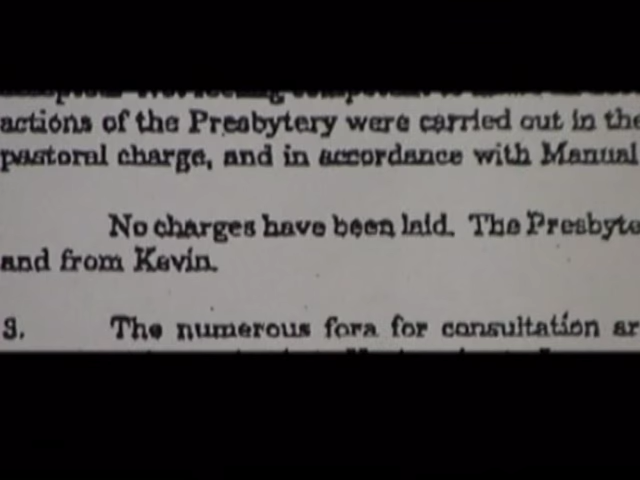 actions of the Presbytery were carried out in the
pastoral charge, and in accordance with Manual
No charges have been laid. The Presbyte
and from Kevin.
3. The numerous fora for consultation ar